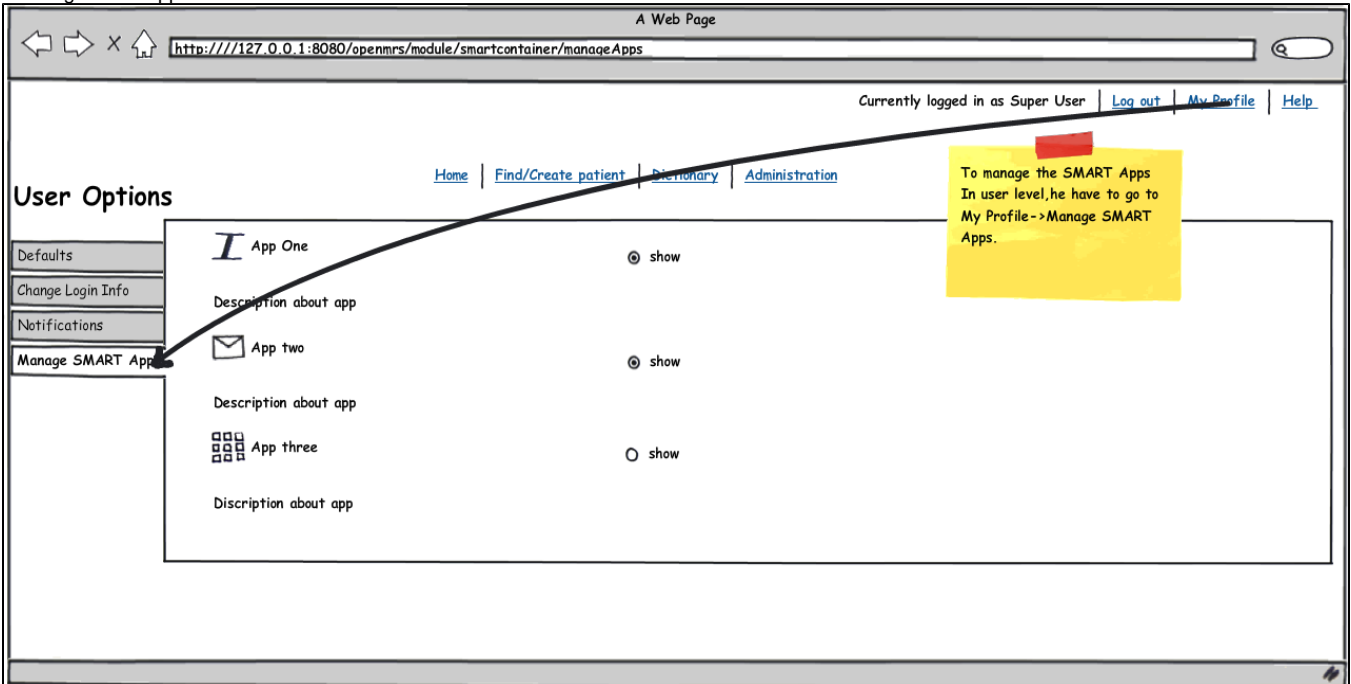 A Web Page
http:////127.0.0.1:8080/openmrs/module/smartcontainer/manageApps
Currently logged in as Super User | Log out | My Profile | Help
Home | Find/Create patient | Dictionary | Administration
To manage the SMART Apps
In user level,he have to go to
My Profile->Manage SMART
Apps.
User Options
Defaults
Change Login Info
Notifications
Manage SMART App
App One
show
Description about app
App two
show
Description about app
App three
show
Discription about app